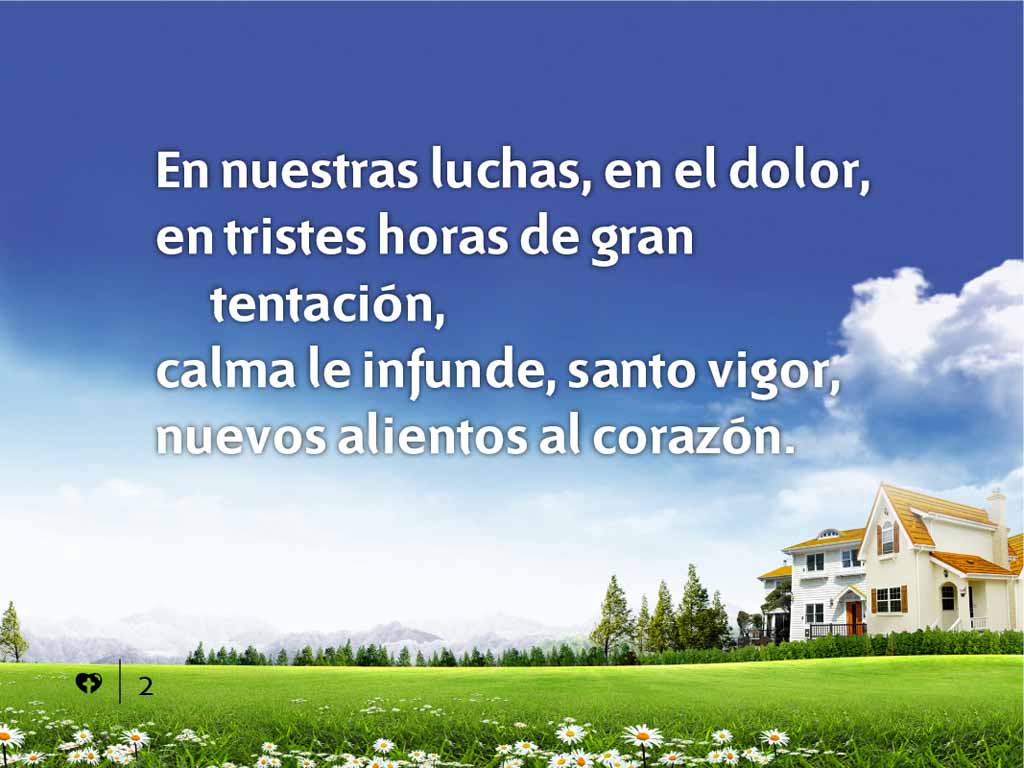 En nuestras luchas, en el dolor,
en tristes horas de gran
tentación,
calma le infunde, santo vigor,
nuevos alientos al corazón.
2